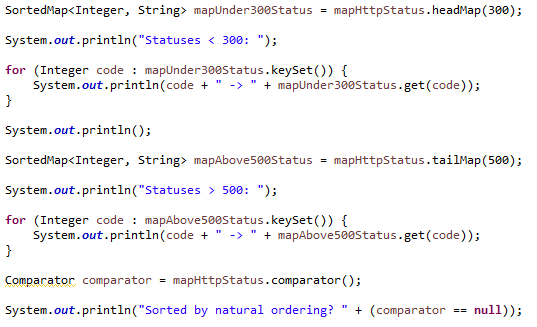 SortedMap<Integer, String> mapUnder300Status = mapHttpStatus.headMap(300);
System.out.println("Statuses < 300: ");
for (Integer code : mapUnder300Status.keySet()) {
    System.out.println(code + " -> " + mapUnder300Status.get(code));
}
System.out.println();
SortedMap<Integer, String> mapAbove500Status = mapHttpStatus.tailMap(500);
System.out.println("Statuses > 500: ");
for (Integer code : mapAbove500Status.keySet()) {
    System.out.println(code + " -> " + mapAbove500Status.get(code));
}
Comparator comparator = mapHttpStatus.comparator();
System.out.println("Sorted by natural ordering? " + (comparator == null));